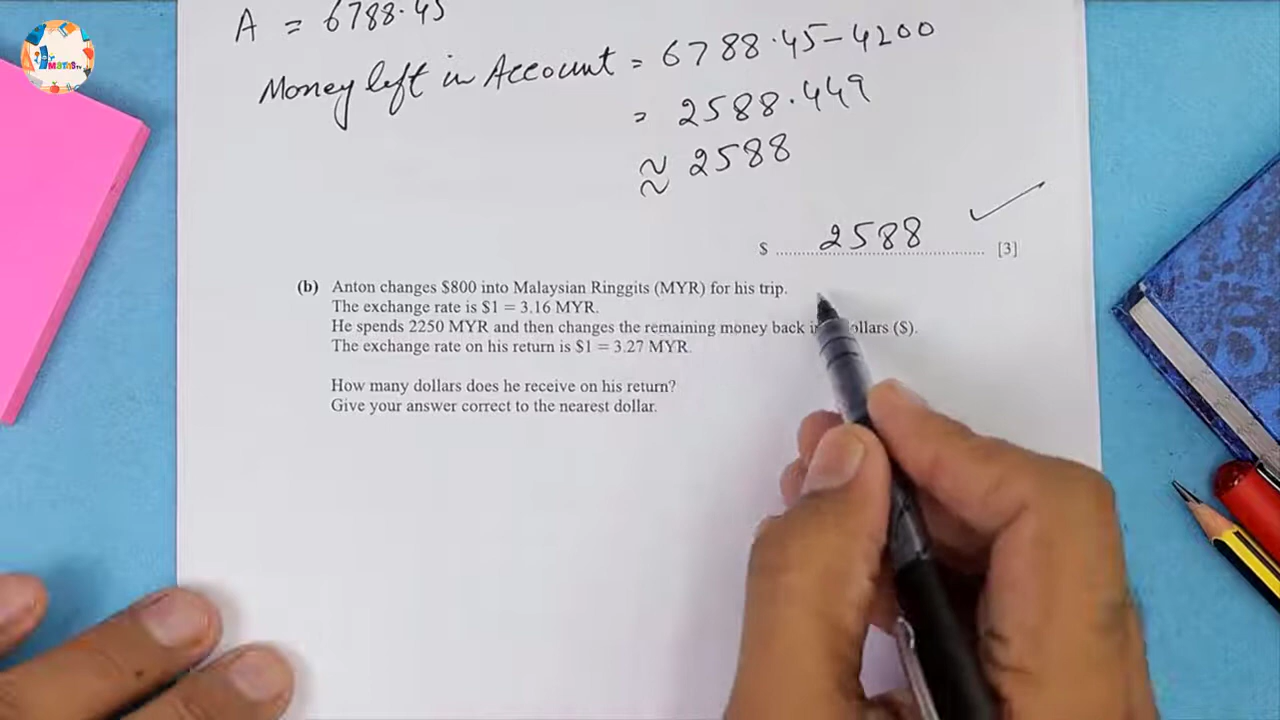 A = 6788.45
Money left in Account = 6788.45-4200
= 2588.449
≈ 2588
$ 2588 [3]
(b) Anton changes $800 into Malaysian Ringgits (MYR) for his trip.
The exchange rate is $1 = 3.16 MYR.
He spends 2250 MYR and then changes the remaining money back dollars ($).
The exchange rate on his return is $1 = 3.27 MYR.
How many dollars does he receive on his return?
Give your answer correct to the nearest dollar.